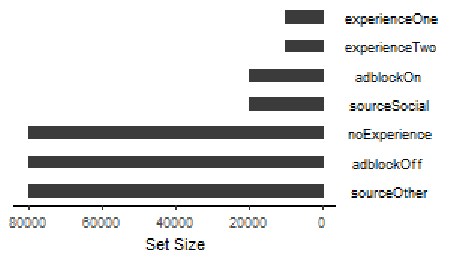 experienceOne
experienceTwo
adblockOn
sourceSocial
noExperience
adblockOff
sourceOther
80000 60000 40000 20000 0
Set Size